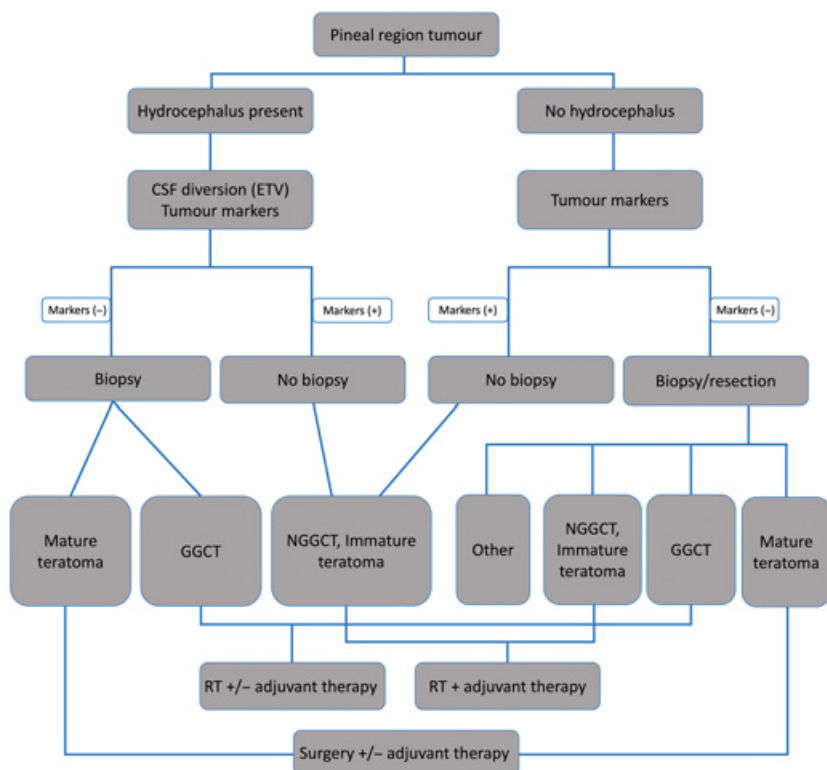 Pineal region tumour
Hydrocephalus present
No hydrocephalus
CSF diversion (ETV)
Tumour markers
Tumour markers
Markers (−)
Markers (+)
Markers (+)
Markers (−)
Biopsy
No biopsy
No biopsy
Biopsy/resection
Mature
teratoma
GGCT
NGGCT, Immature
teratoma
Other
NGGCT,
Immature
teratoma
GGCT
Mature
teratoma
RT +/− adjuvant therapy
RT + adjuvant therapy
Surgery +/− adjuvant therapy